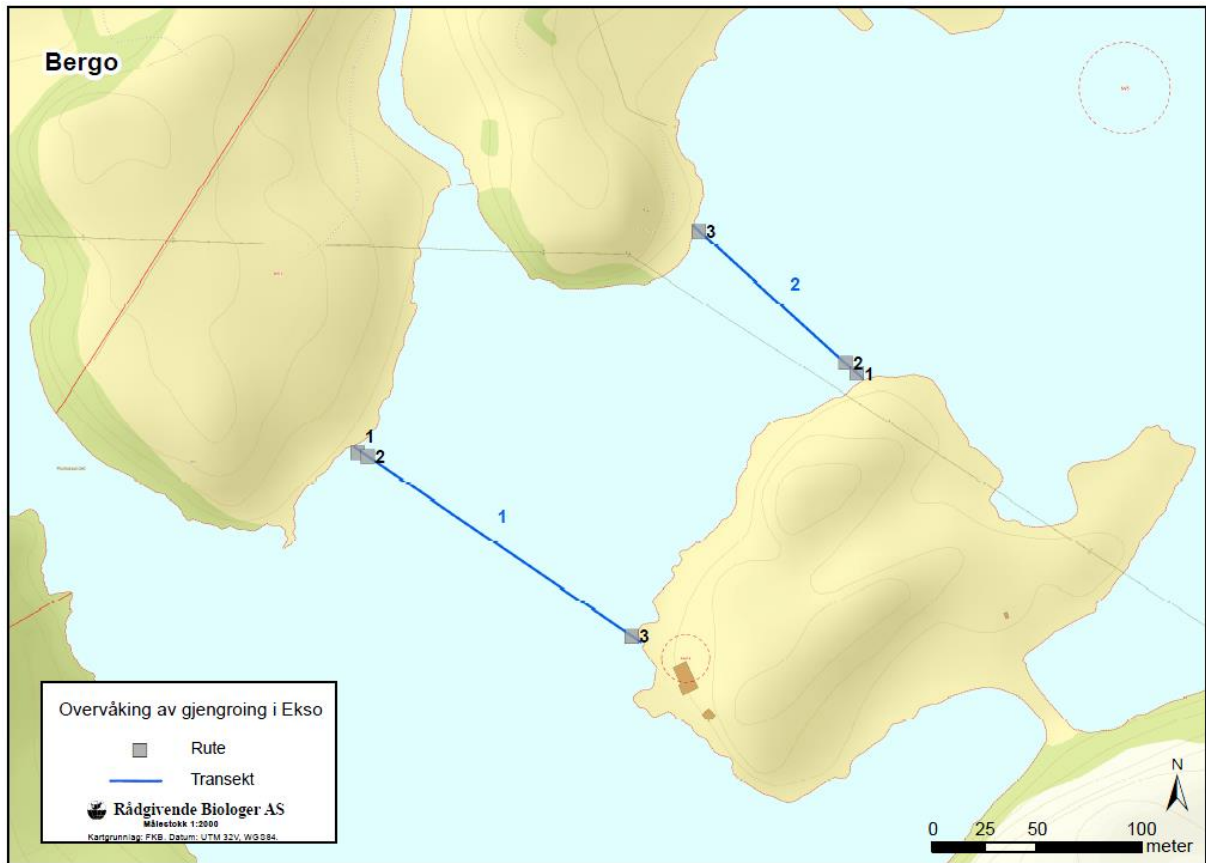 Bergo
3
2
2
1
1
2
1
3
Overvåking av gjengroing i Ekso
Rute
Transekt
Rådgivende Biologer AS
Målestokk 1:2000
Kartgrunnlag: FKB. Datum: UTM 32V, WGS84.
N
0 25 50 100
meter